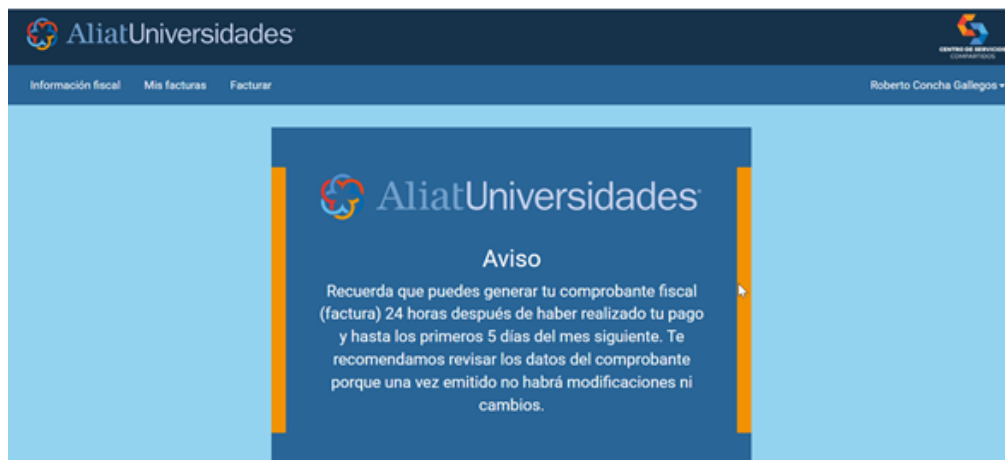 AliatUniversidades
CENTRO DE SERVICIOS
COMPARTIDOS
Información fiscal Mis facturas Facturar Roberto Concha Gallegos
AliatUniversidades
Aviso
Recuerda que puedes generar tu comprobante fiscal
(factura) 24 horas después de haber realizado tu pago
y hasta los primeros 5 días del mes siguiente. Te
recomendamos revisar los datos del comprobante
porque una vez emitido no habrá modificaciones ni
cambios.